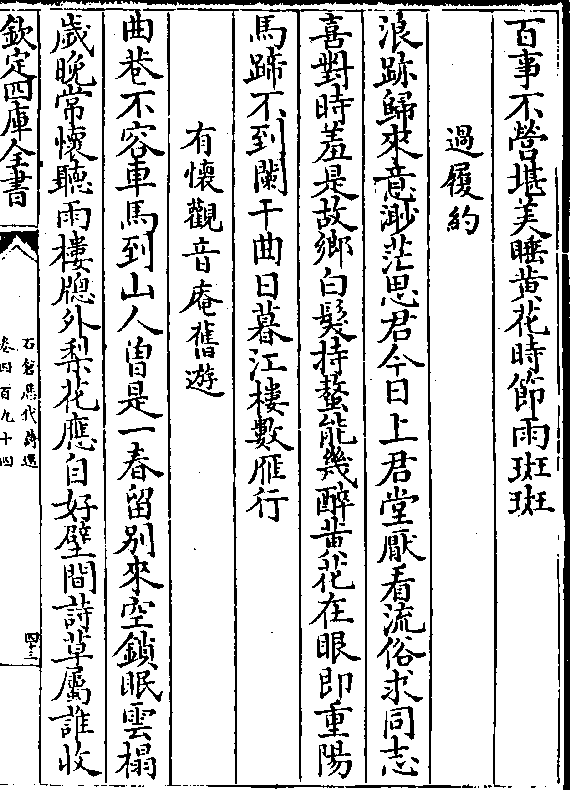 百事不營堪美睡黄花時節雨斑斑
過履約
浪跡歸來意渺茫思君今日上君堂厭看流俗求同志
喜對時羞是故鄉白髮持螯能幾醉黄花在眼即重陽
馬蹄不到闌干曲日暮江樓數雁行
有懷觀音庵舊遊
曲巷不容車馬到山人曽是一春留别來空鎖眠雲榻
歲晩常懷聽雨樓牕外梨花應自好壁間詩草屬誰收
欽定四庫全書
石倉歴代詩選
卷四百九十四
四十三